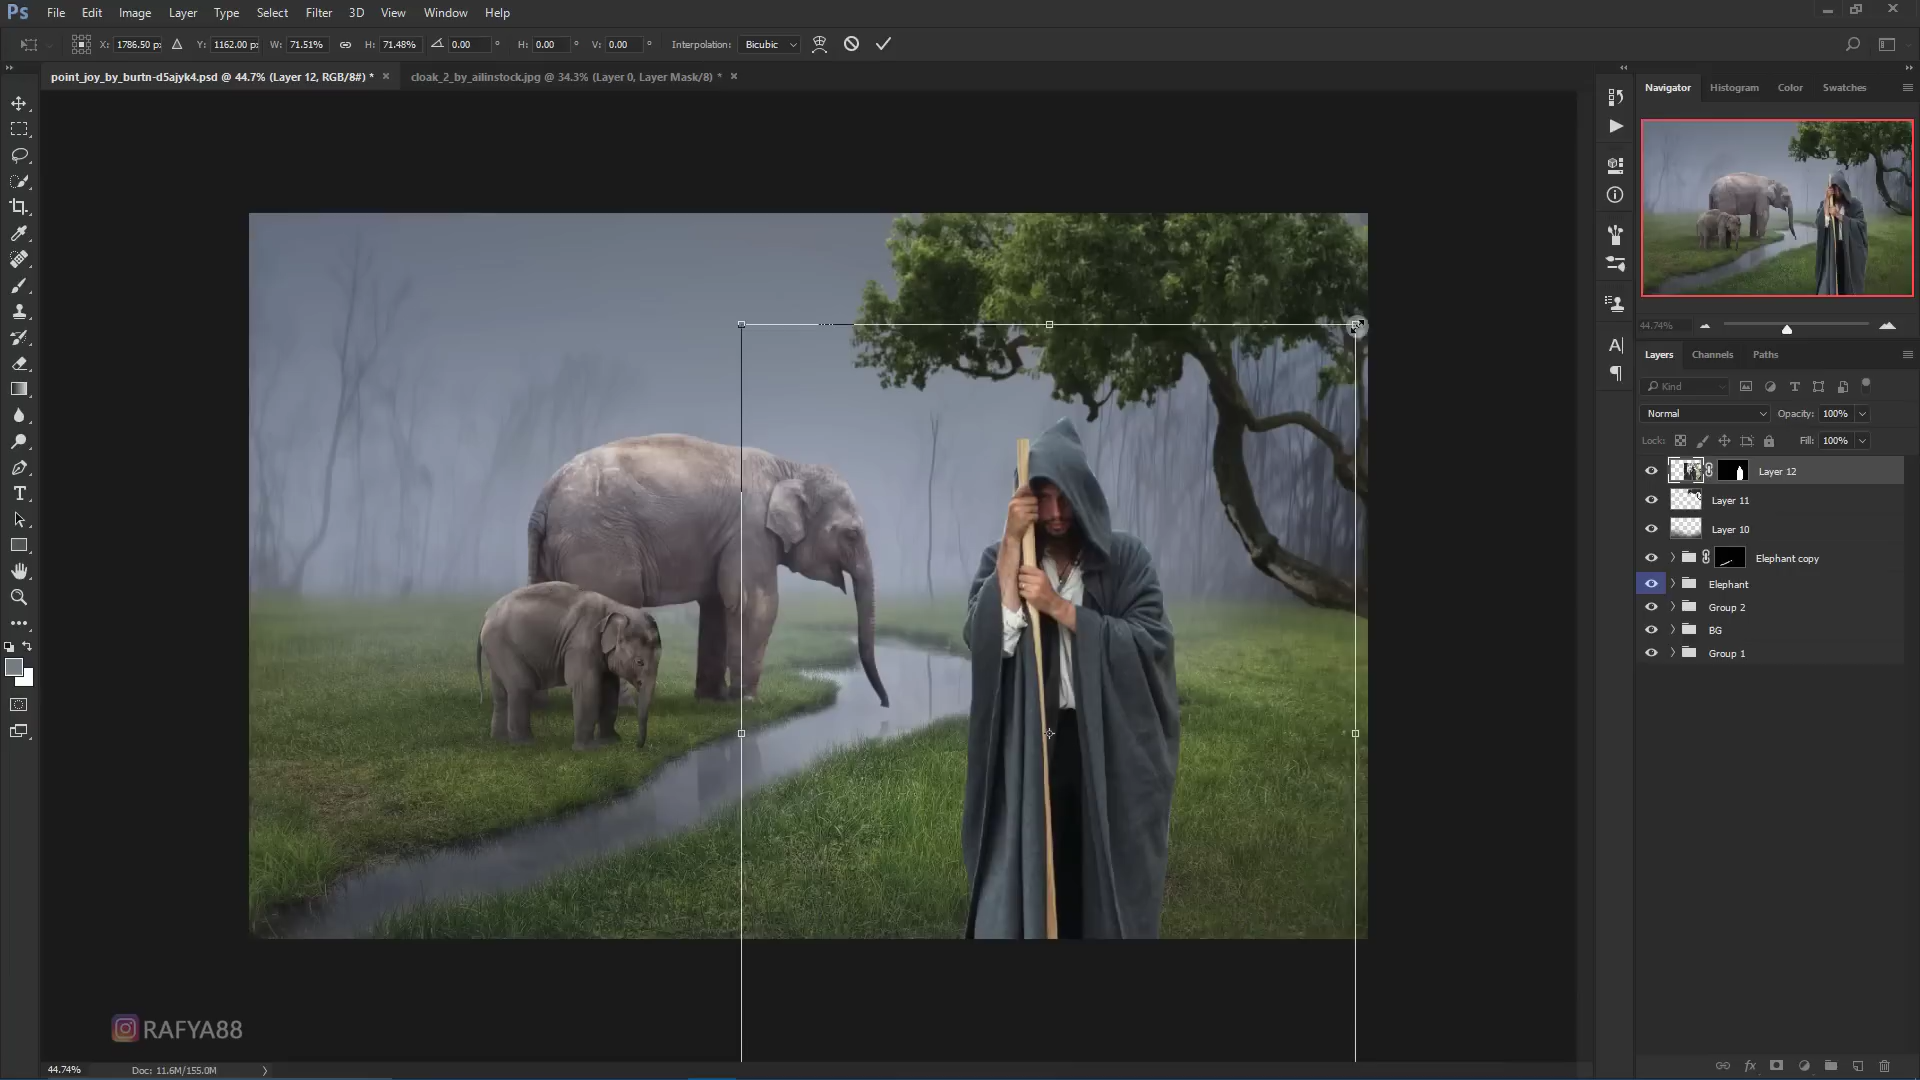 Ps File Edit Image Layer Type Select Filter 3D View Window Help
X: 1786.50 px Y: 1162.00 px W: 71.51% H: 71.48% 0.00 ° H: 0.00 ° V: 0.00 ° Interpolation: Bicubic
point_joy_by_burtn-d5ajyk4.psd @ 44.7% (Layer 12, RGB/8#) * × cloak_2_by_ailinstock.jpg @ 34.3% (Layer 0, Layer Mask/8) * ×
Navigator Histogram Color Swatches
44.74%
Layers Channels Paths
Kind
Normal Opacity: 100%
Lock: Fill: 100%
Layer 12
Layer 11
Layer 10
Elephant copy
Elephant
Group 2
BG
Group 1
RAFYA88
44.74% Doc: 11.6M/155.0M